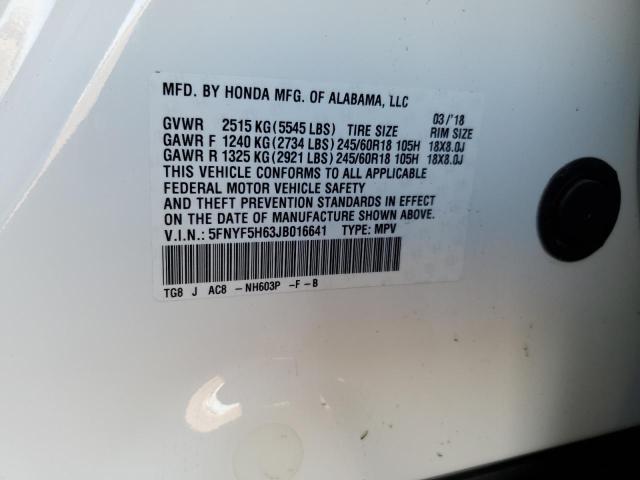 MFD. BY HONDA MFG. OF ALABAMA, LLC
03/'18
GVWR 2515 KG (5545 LBS) TIRE SIZE RIM SIZE
GAWR F 1240 KG (2734 LBS) 245/60R18 105H 18X8.0J
GAWR R 1325 KG (2921 LBS) 245/60R18 105H 18X8.0J
THIS VEHICLE CONFORMS TO ALL APPLICABLE
FEDERAL MOTOR VEHICLE SAFETY
AND THEFT PREVENTION STANDARDS IN EFFECT
ON THE DATE OF MANUFACTURE SHOWN ABOVE.
V.I.N.: 5FNYF5H63JB016641 TYPE: MPV
TG8 J AC8 -NH603P -F -B